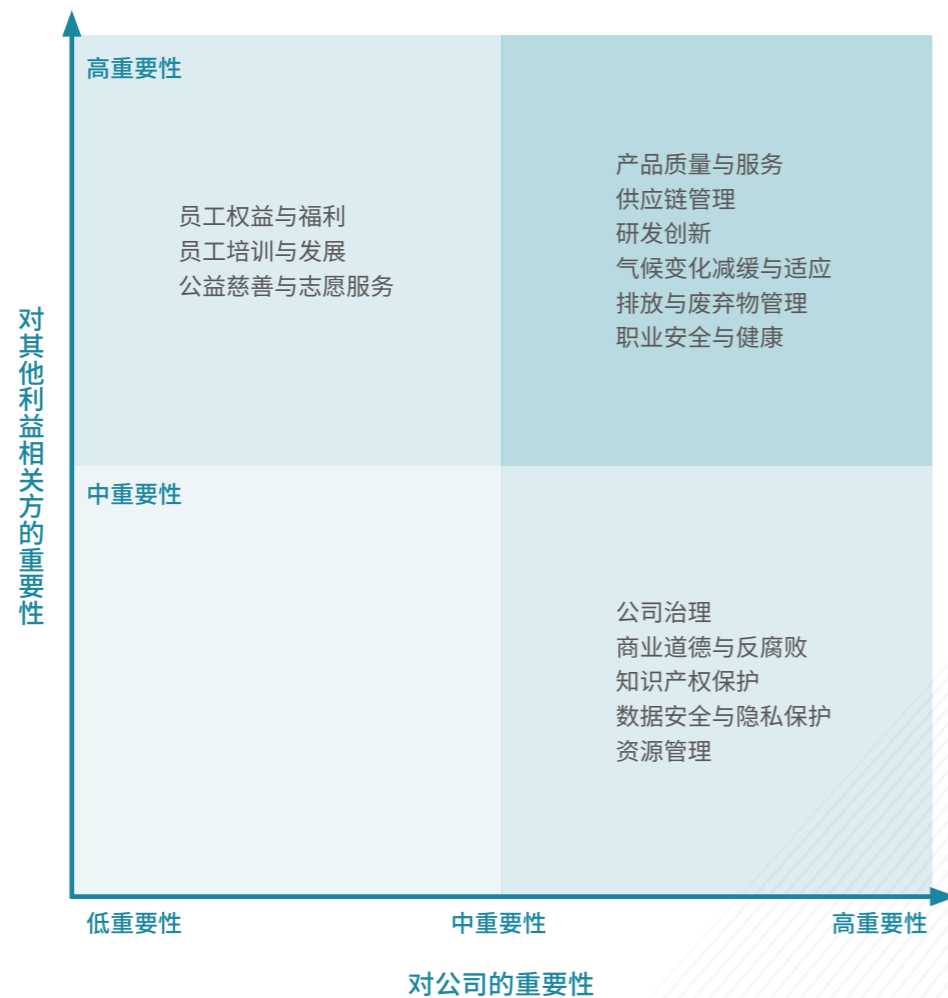 高重要性
员工权益与福利
员工培训与发展
公益慈善与志愿服务
产品质量与服务
供应链管理
研发创新
气候变化减缓与适应
排放与废弃物管理
职业安全与健康
对其他利益相关方的重要性
中重要性
公司治理
商业道德与反腐败
知识产权保护
数据安全与隐私保护
资源管理
低重要性
中重要性
高重要性
对公司的重要性